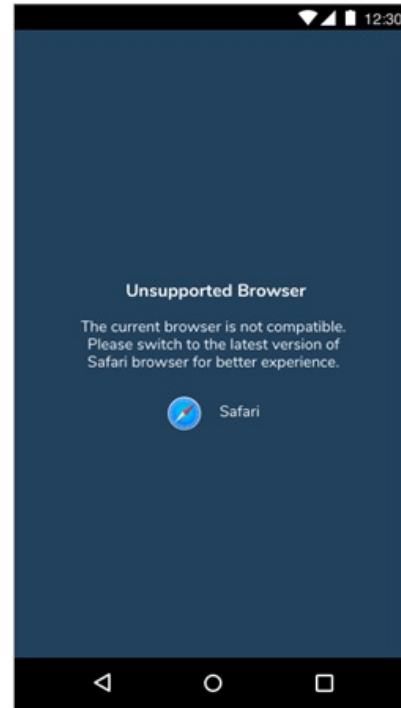 12:30
Unsupported Browser
The current browser is not compatible.
Please switch to the latest version of
Safari browser for better experience.
Safari